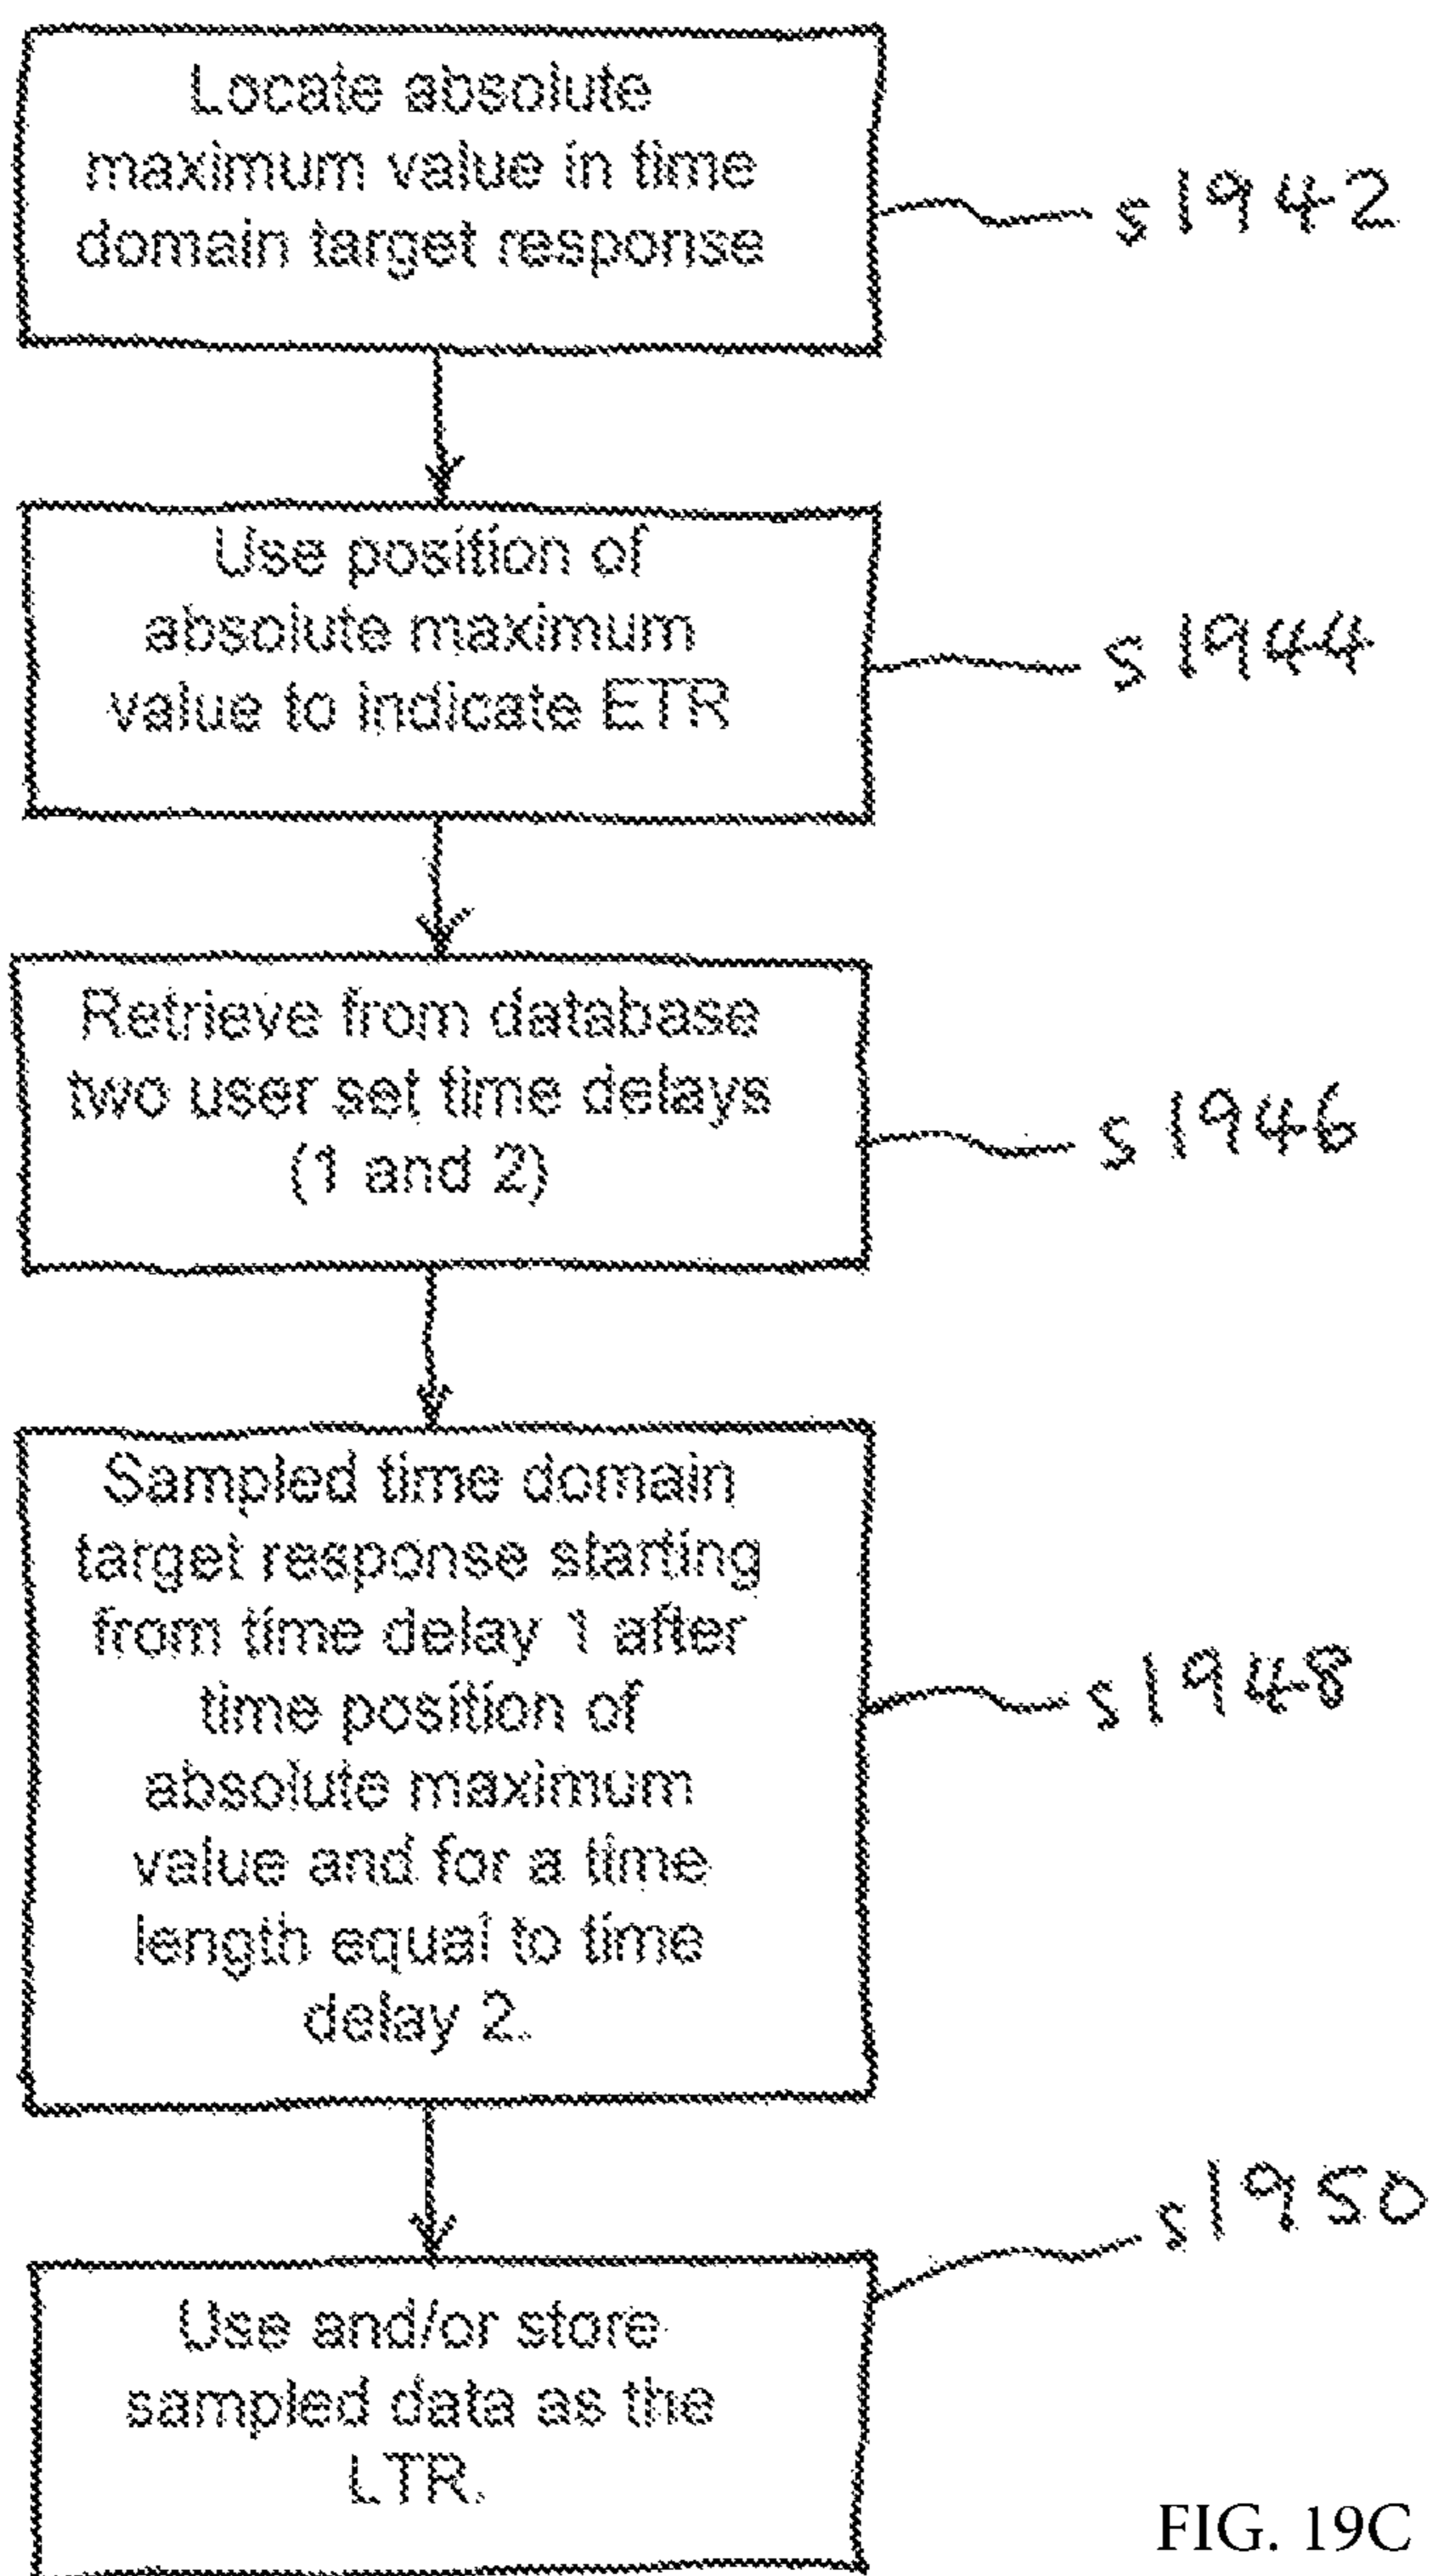 Locate absolute
maximum value in time
domain target response
s1942
Use position of
absolute maximum
value to indicate ETR
s1944
Retrieve from database
two user set time delays
(1 and 2)
s1946
Sampled time domain
target response starting
from time delay 1 after
time position of
absolute maximum
value and for a time
length equal to time
delay 2.
s1948
Use and/or store
sampled data as the
LTR.
s1950
FIG. 19C